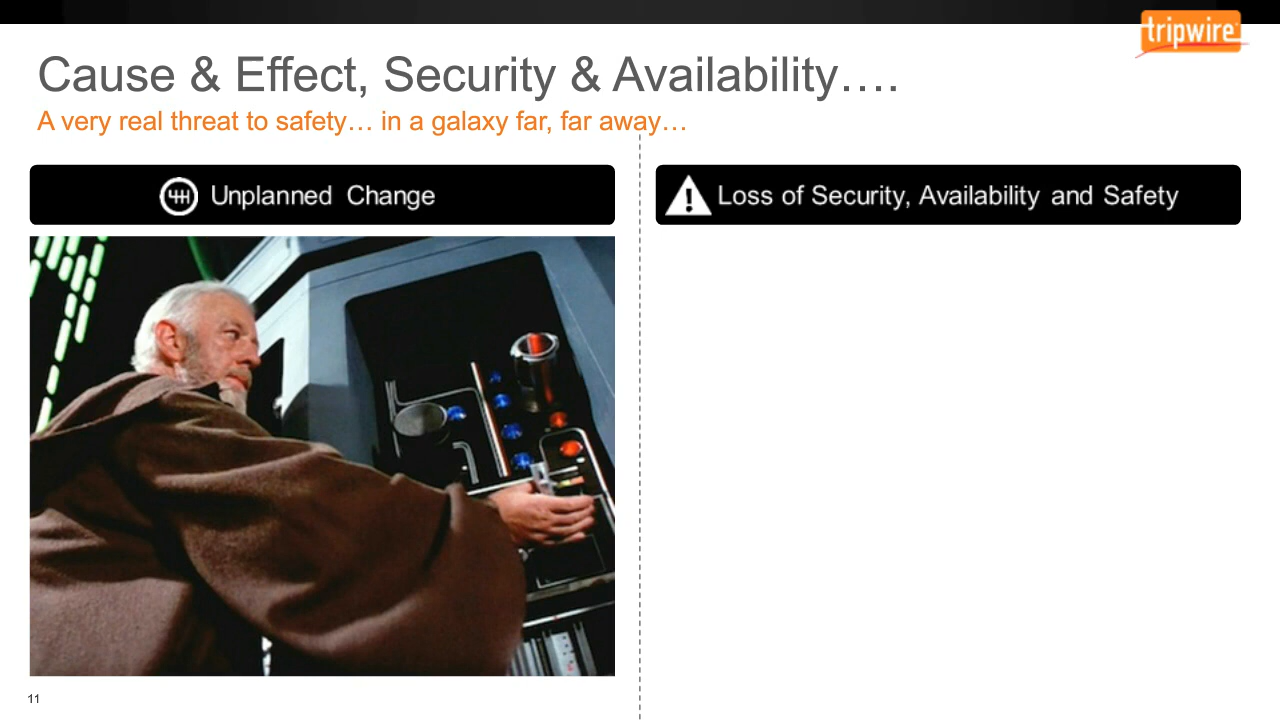 tripwire
Cause & Effect, Security & Availability….
A very real threat to safety… in a galaxy far, far away…
Unplanned Change
Loss of Security, Availability and Safety
11